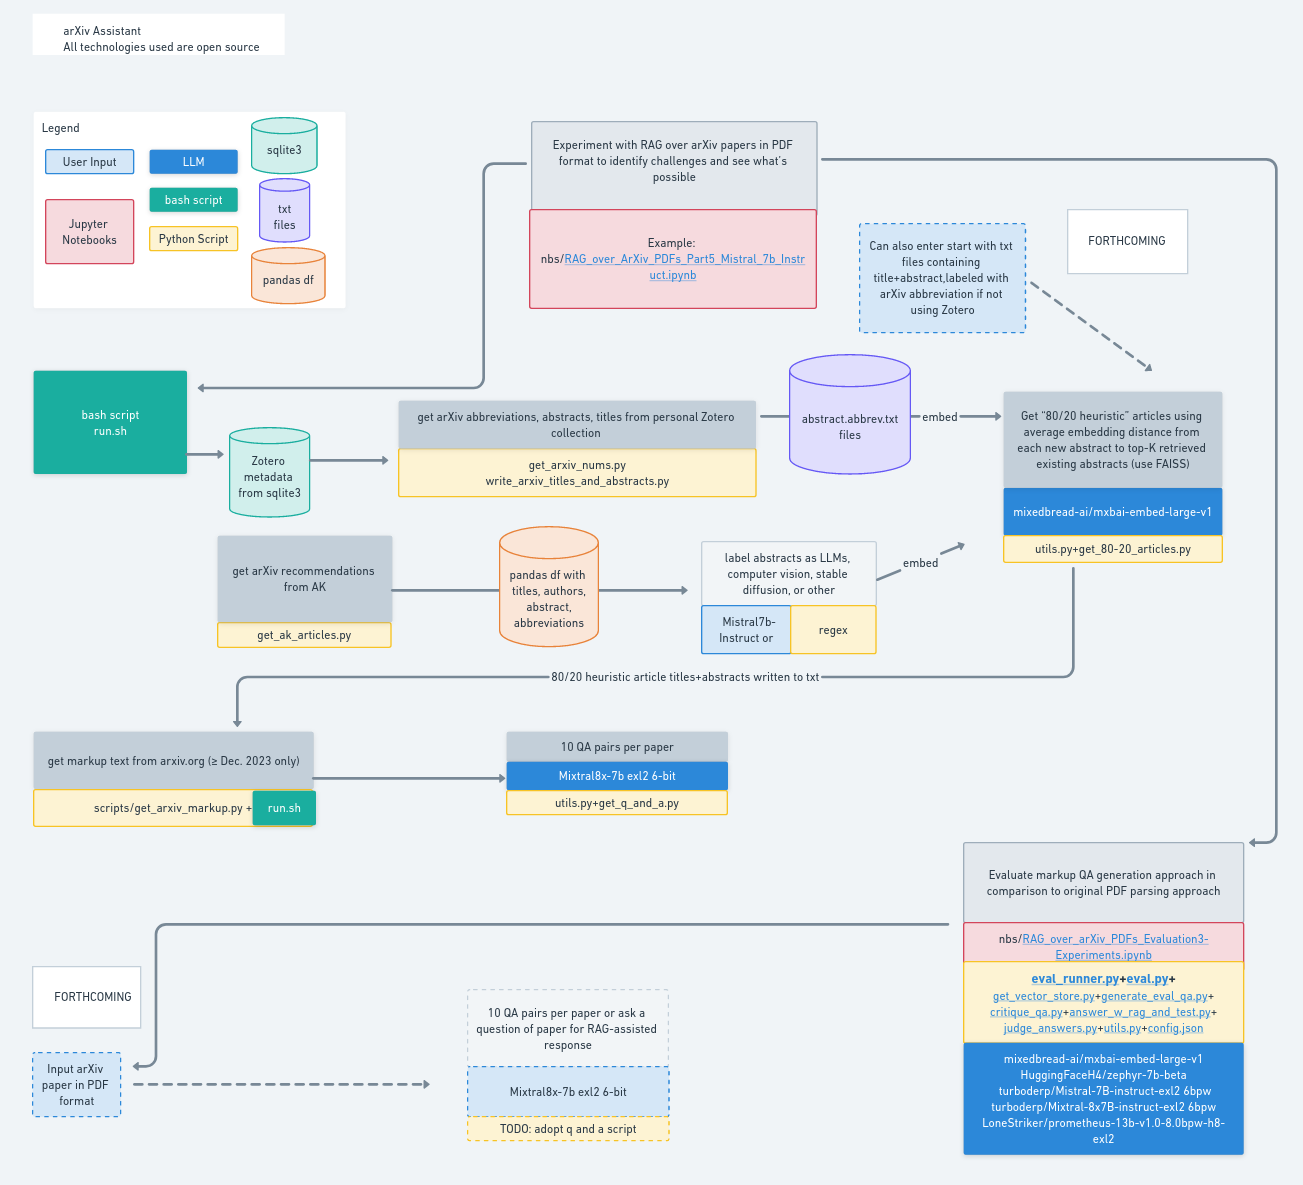 arXiv Assistant
All technologies used are open source
Legend
User Input
LLM
sqlite3
bash script
Jupyter
Notebooks
txt
files
Python Script
pandas df
Experiment with RAG over arXiv papers in PDF
format to identify challenges and see what's
possible
Example:
nbs/RAG_over_ArXiv_PDFs_Part5_Mistral_7b_Instr
uct.ipynb
Can also enter start with txt
files containing
title+abstract,labeled with
arXiv abbreviation if not
using Zotero
FORTHCOMING
bash script
run.sh
Zotero
metadata
from sqlite3
get arXiv abbreviations, abstracts, titles from personal Zotero
collection
get_arxiv_nums.py
write_arxiv_titles_and_abstracts.py
abstract.abbrev.txt
files
embed
Get "80/20 heuristic" articles using
average embedding distance from
each new abstract to top-K retrieved
existing abstracts (use FAISS)
mixedbread-ai/mxbai-embed-large-v1
utils.py+get_80-20_articles.py
get arXiv recommendations
from AK
get_ak_articles.py
pandas df with
titles, authors,
abstract,
abbreviations
label abstracts as LLMs,
computer vision, stable
diffusion, or other
Mistral7b-
Instruct or
regex
embed
80/20 heuristic article titles+abstracts written to txt
get markup text from arxiv.org (≥ Dec. 2023 only)
scripts/get_arxiv_markup.py +
run.sh
10 QA pairs per paper
Mixtral8x-7b exl2 6-bit
utils.py+get_q_and_a.py
Evaluate markup QA generation approach in
comparison to original PDF parsing approach
nbs/RAG_over_arXiv_PDFs_Evaluation3-
Experiments.ipynb
eval_runner.py+eval.py+
get_vector_store.py+generate_eval_qa.py+
critique_qa.py+answer_w_rag_and_test.py+
judge_answers.py+utils.py+config.json
mixedbread-ai/mxbai-embed-large-v1
HuggingFaceH4/zephyr-7b-beta
turboderp/Mistral-7B-instruct-exl2 6bpw
turboderp/Mixtral-8x7B-instruct-exl2 6bpw
LoneStriker/prometheus-13b-v1.0-8.0bpw-h8-
exl2
FORTHCOMING
Input arXiv
paper in PDF
format
10 QA pairs per paper or ask a
question of paper for RAG-assisted
response
Mixtral8x-7b exl2 6-bit
TODO: adopt q and a script